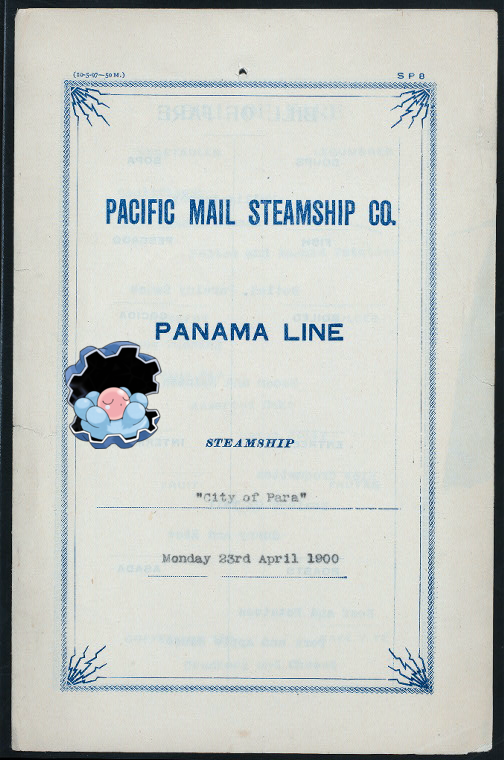 (10-5-97—50 M.)
S P 8
PACIFIC MAIL STEAMSHIP CO.
PANAMA LINE
STEAMSHIP
"City of Para"
Monday 23rd April 1900